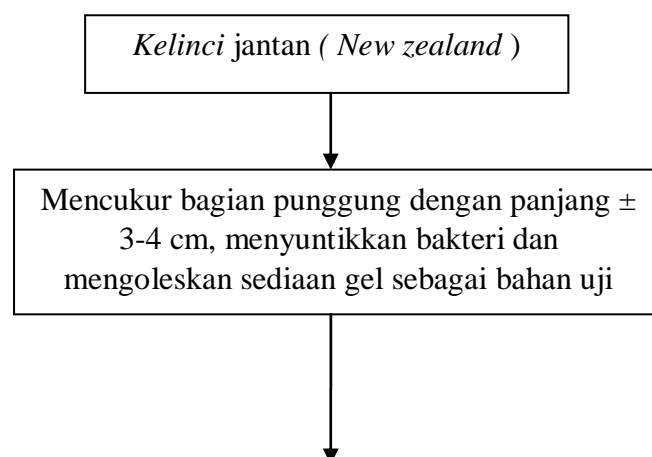 Kelinci jantan ( New zealand )
Mencukur bagian punggung dengan panjang ±
3-4 cm, menyuntikkan bakteri dan
mengoleskan sediaan gel sebagai bahan uji